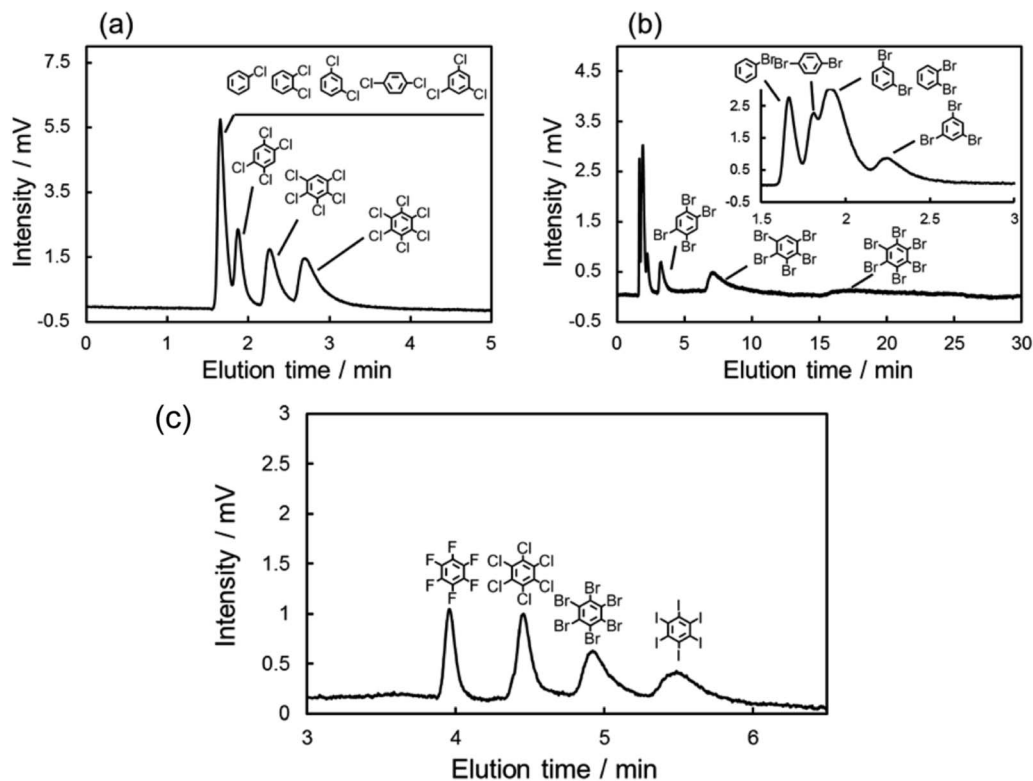 (a)
7.5
5.5
3.5
1.5
-0.5
Intensity / mV
0 1 2 3 4 5
Elution time / min
Cl
Cl
Cl
Cl
Cl
Cl Cl
Cl
Cl Cl
Cl
Cl
Cl
Cl
Cl Cl
Cl Cl
Cl
Cl
Cl Cl
Cl Cl
Cl
(b)
4.5
3.5
2.5
1.5
0.5
-0.5
Intensity / mV
0 5 10 15 20 25 30
Elution time / min
2.5
1.5
0.5
1.5 2 2.5 3
Br
Br Br
Br
Br
Br
Br
Br
Br Br
Br
Br
Br
Br
Br Br
Br Br
Br
Br
Br Br
Br Br
Br
(c)
3
2.5
2
1.5
1
0.5
0
Intensity / mV
3 4 5 6
Elution time / min
F
F F
F F
F
Cl
Cl Cl
Cl Cl
Cl
Br
Br Br
Br Br
Br
I
I I
I I
I